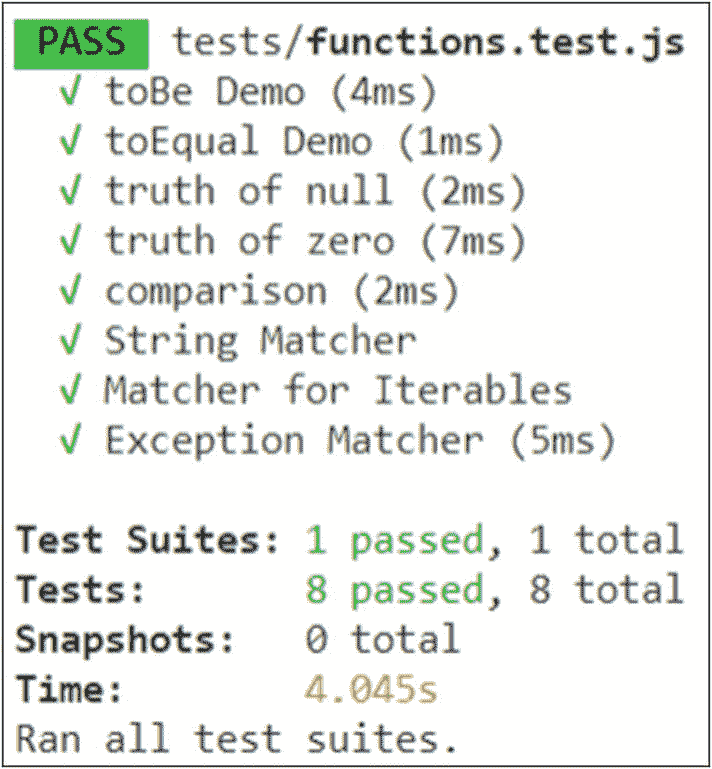 PASS tests/functions.test.js
√ toBe Demo (4ms)
√ toEqual Demo (1ms)
√ truth of null (2ms)
√ truth of zero (7ms)
√ comparison (2ms)
√ String Matcher
√ Matcher for Iterables
√ Exception Matcher (5ms)
Test Suites: 1 passed, 1 total
Tests: 8 passed, 8 total
Snapshots: 0 total
Time: 4.045s
Ran all test suites.